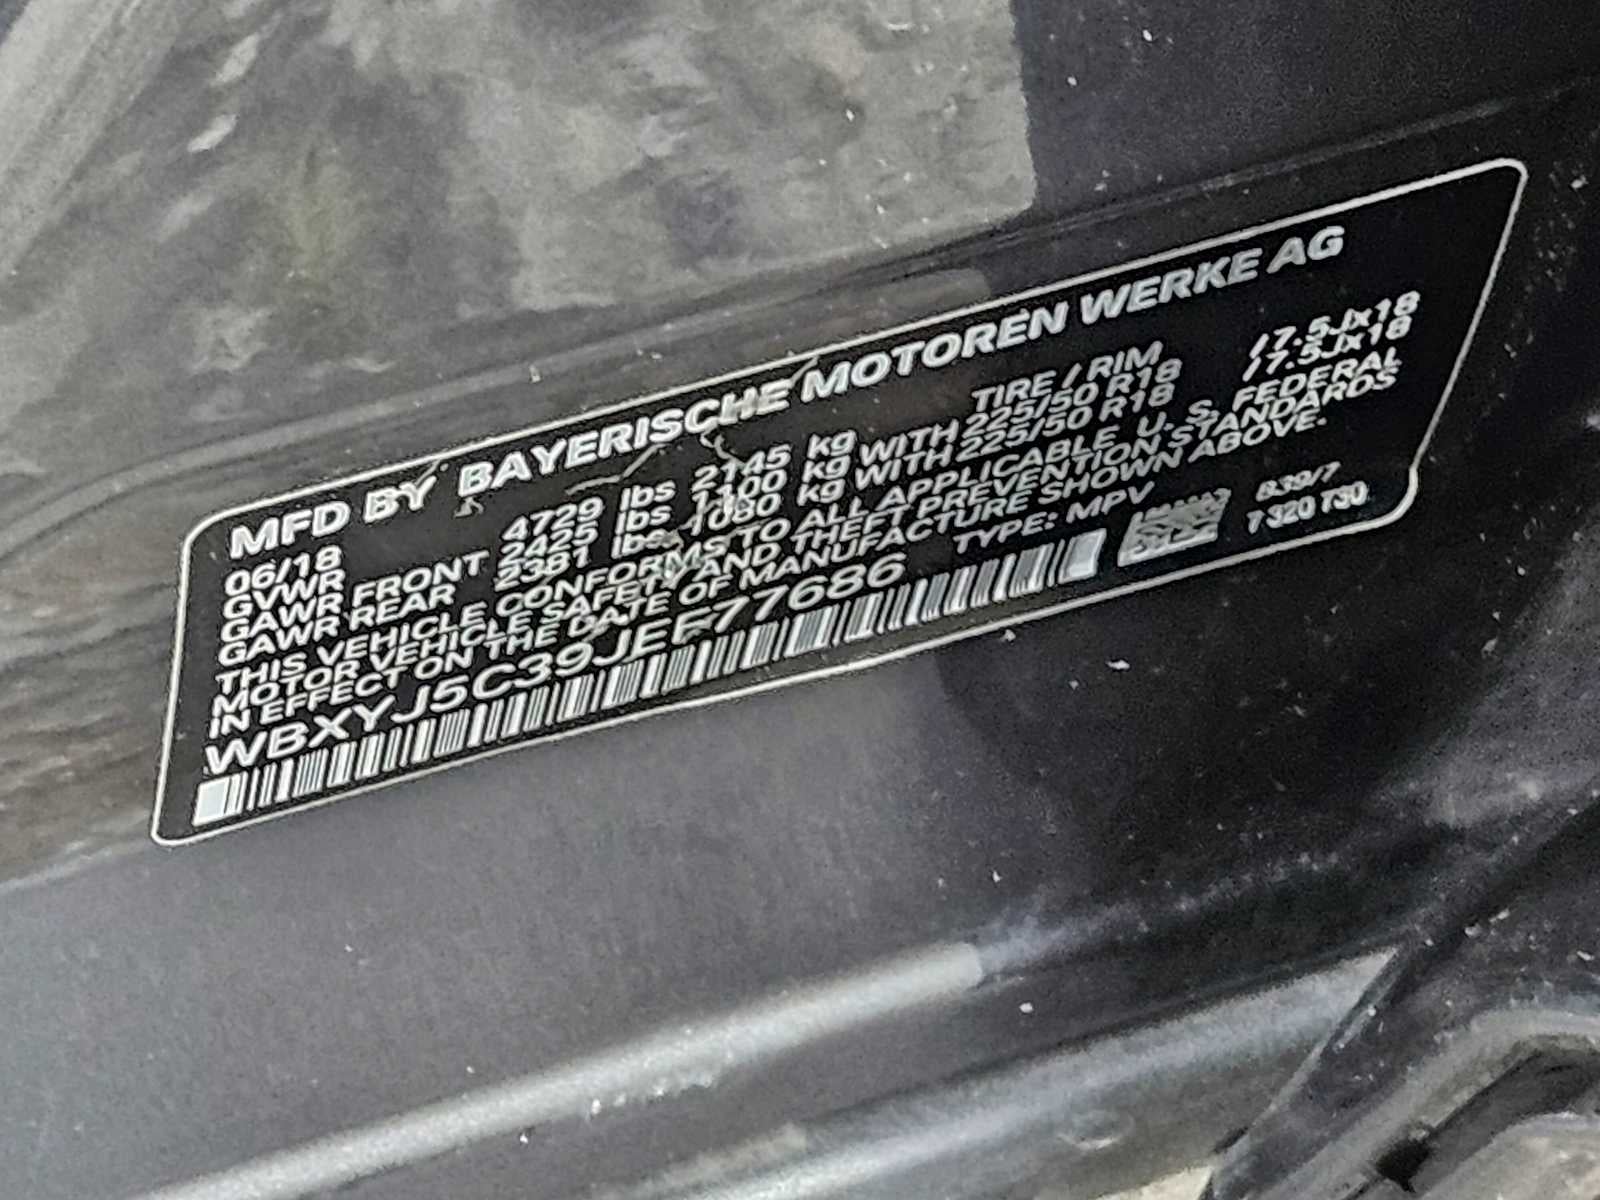 MFD BY BAYERISCHE MOTOREN WERKE AG
06/18 TIRE / RIM
GVWR 4729 lbs 2145 kg
GAWR FRONT 2425 lbs 1100 kg WITH 225/50 R18 /7.5Jx18
GAWR REAR 2381 lbs 1080 kg WITH 225/50 R18 /7.5Jx18
THIS VEHICLE CONFORMS TO ALL APPLICABLE U. S. FEDERAL
MOTOR VEHICLE SAFETY AND THEFT PREVENTION STANDARDS
IN EFFECT ON THE DATE OF MANUFACTURE SHOWN ABOVE.
WBXYJ5C39JEF77686 TYPE: MPV
7 320 730